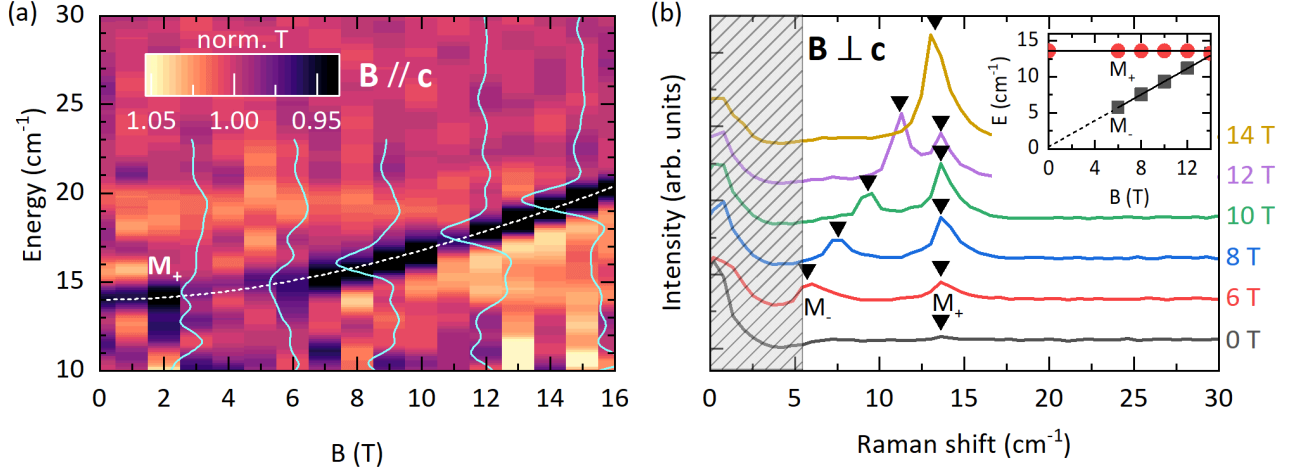 (a)
30
25
20
15
10
Energy (cm⁻¹)
norm. T
1.05 1.00 0.95
B // c
M₊
0 2 4 6 8 10 12 14 16
B (T)
(b)
Intensity (arb. units)
B ⊥ c
M₋
M₊
0 5 10 15 20 25 30
Raman shift (cm⁻¹)
15
10
5
0
E (cm⁻¹)
M₊
M₋
0 4 8 12
B (T)
14 T
12 T
10 T
8 T
6 T
0 T